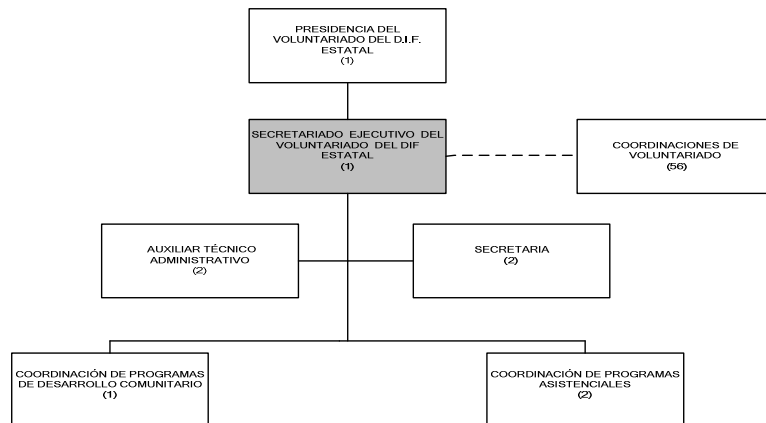 PRESIDENCIA DEL
VOLUNTARIADO DEL D.I.F.
ESTATAL
(1)
SECRETARIADO EJECUTIVO DEL
VOLUNTARIADO DEL DIF
ESTATAL
(1)
COORDINACIONES DE
VOLUNTARIADO
(56)
AUXILIAR TÉCNICO
ADMINISTRATIVO
(2)
SECRETARIA
(2)
COORDINACIÓN DE PROGRAMAS
DE DESARROLLO COMUNITARIO
(1)
COORDINACIÓN DE PROGRAMAS
ASISTENCIALES
(2)